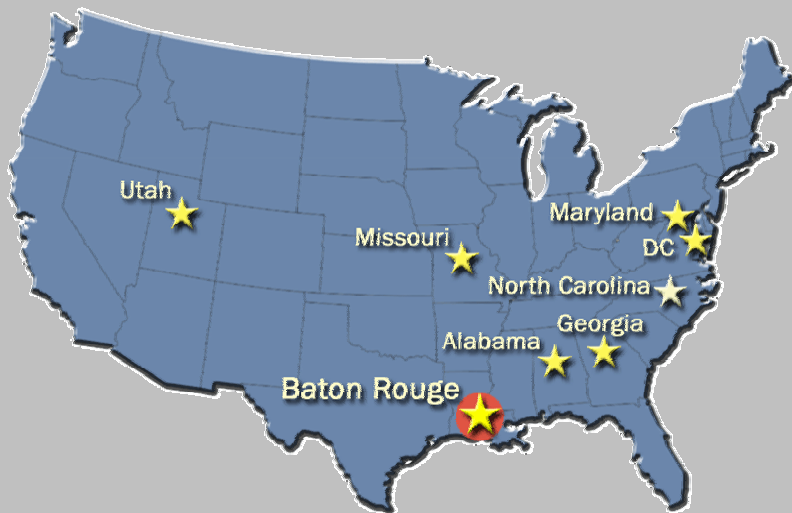 Utah
Maryland
Missouri
DC
North Carolina
Georgia
Alabama
Baton Rouge